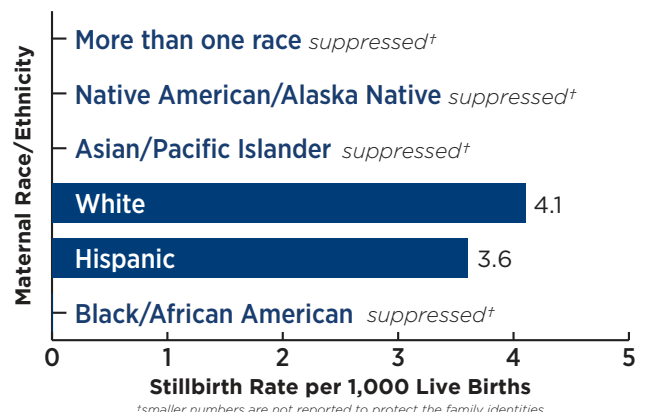 Maternal Race/Ethnicity
More than one race suppressed†
Native American/Alaska Native suppressed†
Asian/Pacific Islander suppressed†
White 4.1
Hispanic 3.6
Black/African American suppressed†
0 1 2 3 4 5
Stillbirth Rate per 1,000 Live Births
†smaller numbers are not reported to protect the family identities